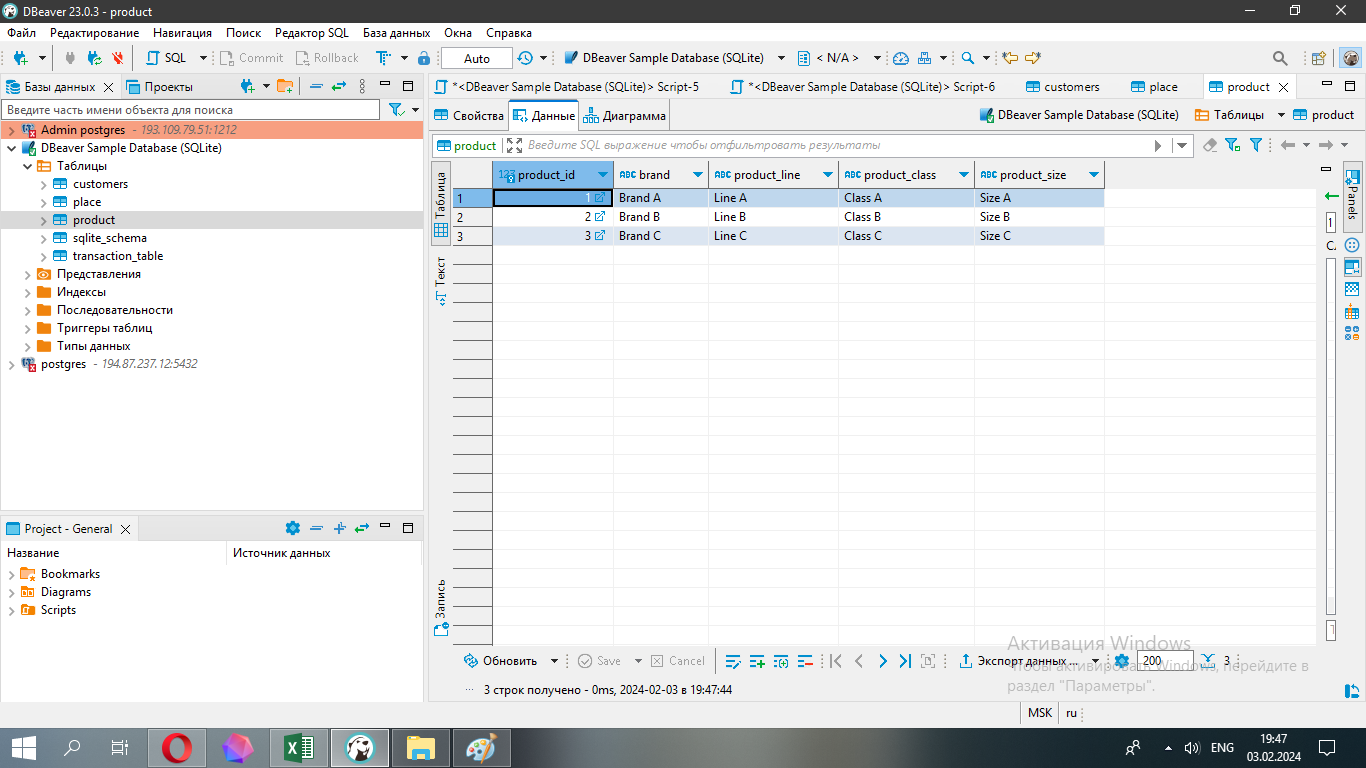 DBeaver 23.0.3 - product
Файл Редактирование Навигация Поиск Редактор SQL База данных Окна Справка
SQL Commit Rollback Auto DBeaver Sample Database (SQLite) < N/A >
Базы данных Проекты
Введите часть имени объекта для поиска
Admin postgres - 193.109.79.51:1212
DBeaver Sample Database (SQLite)
Таблицы
customers
place
product
sqlite_schema
transaction_table
Представления
Индексы
Последовательности
Триггеры таблиц
Типы данных
postgres - 194.87.237.12:5432
Project - General
Название Источник данных
Bookmarks
Diagrams
Scripts
*<DBeaver Sample Database (SQLite)> Script-5 *<DBeaver Sample Database (SQLite)> Script-6 customers place product
Свойства Данные Диаграмма DBeaver Sample Database (SQLite) Таблицы product
product Введите SQL выражение чтобы отфильтровать результаты
Таблица
Текст
Запись
123 product_id ABC brand ABC product_line ABC product_class ABC product_size
1 1 Brand A Line A Class A Size A
2 2 Brand B Line B Class B Size B
3 3 Brand C Line C Class C Size C
Panels
1
Обновить Save Cancel Экспорт данных ... 200 3
3 строк получено - 0ms, 2024-02-03 в 19:47:44
Активация Windows
Чтобы активировать Windows, перейдите в
раздел "Параметры".
MSK ru
ENG
19:47
03.02.2024